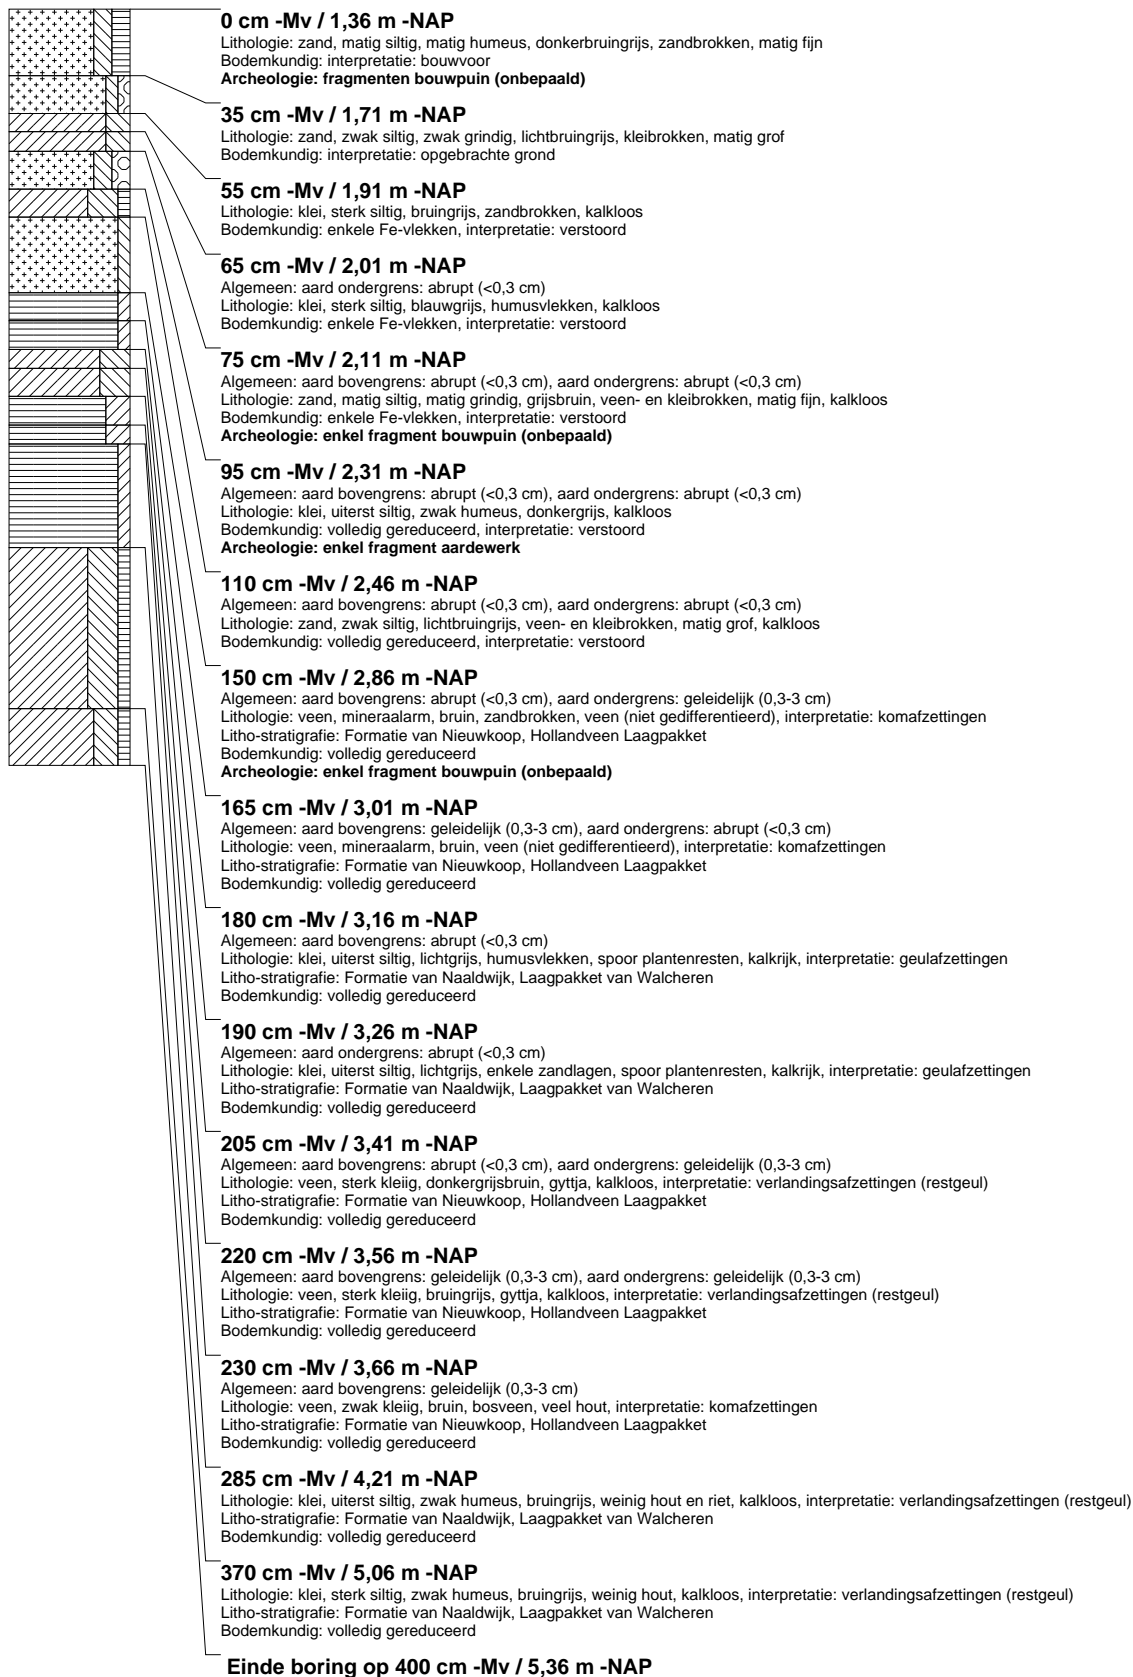 0 cm -Mv / 1,36 m -NAP
Lithologie: zand, matig siltig, matig humeus, donkerbruingrijs, zandbrokken, matig fijn
Bodemkundig: interpretatie: bouwvoor
Archeologie: fragmenten bouwpuin (onbepaald)
35 cm -Mv / 1,71 m -NAP
Lithologie: zand, zwak siltig, zwak grindig, lichtbruingrijs, kleibrokken, matig grof
Bodemkundig: interpretatie: opgebrachte grond
55 cm -Mv / 1,91 m -NAP
Lithologie: klei, sterk siltig, bruingrijs, zandbrokken, kalkloos
Bodemkundig: enkele Fe-vlekken, interpretatie: verstoord
65 cm -Mv / 2,01 m -NAP
Algemeen: aard ondergrens: abrupt (<0,3 cm)
Lithologie: klei, sterk siltig, blauwgrijs, humusvlekken, kalkloos
Bodemkundig: enkele Fe-vlekken, interpretatie: verstoord
75 cm -Mv / 2,11 m -NAP
Algemeen: aard bovengrens: abrupt (<0,3 cm), aard ondergrens: abrupt (<0,3 cm)
Lithologie: zand, matig siltig, matig grindig, grijsbruin, veen- en kleibrokken, matig fijn, kalkloos
Bodemkundig: enkele Fe-vlekken, interpretatie: verstoord
Archeologie: enkel fragment bouwpuin (onbepaald)
95 cm -Mv / 2,31 m -NAP
Algemeen: aard bovengrens: abrupt (<0,3 cm), aard ondergrens: abrupt (<0,3 cm)
Lithologie: klei, uiterst siltig, zwak humeus, donkergrijs, kalkloos
Bodemkundig: volledig gereduceerd, interpretatie: verstoord
Archeologie: enkel fragment aardewerk
110 cm -Mv / 2,46 m -NAP
Algemeen: aard bovengrens: abrupt (<0,3 cm), aard ondergrens: abrupt (<0,3 cm)
Lithologie: zand, zwak siltig, lichtbruingrijs, veen- en kleibrokken, matig grof, kalkloos
Bodemkundig: volledig gereduceerd, interpretatie: verstoord
150 cm -Mv / 2,86 m -NAP
Algemeen: aard bovengrens: abrupt (<0,3 cm), aard ondergrens: geleidelijk (0,3-3 cm)
Lithologie: veen, mineraalarm, bruin, zandbrokken, veen (niet gedifferentieerd), interpretatie: komafzettingen
Litho-stratigrafie: Formatie van Nieuwkoop, Hollandveen Laagpakket
Bodemkundig: volledig gereduceerd
Archeologie: enkel fragment bouwpuin (onbepaald)
165 cm -Mv / 3,01 m -NAP
Algemeen: aard bovengrens: geleidelijk (0,3-3 cm), aard ondergrens: abrupt (<0,3 cm)
Lithologie: veen, mineraalarm, bruin, veen (niet gedifferentieerd), interpretatie: komafzettingen
Litho-stratigrafie: Formatie van Nieuwkoop, Hollandveen Laagpakket
Bodemkundig: volledig gereduceerd
180 cm -Mv / 3,16 m -NAP
Algemeen: aard bovengrens: abrupt (<0,3 cm)
Lithologie: klei, uiterst siltig, lichtgrijs, humusvlekken, spoor plantenresten, kalkrijk, interpretatie: geulafzettingen
Litho-stratigrafie: Formatie van Naaldwijk, Laagpakket van Walcheren
Bodemkundig: volledig gereduceerd
190 cm -Mv / 3,26 m -NAP
Algemeen: aard ondergrens: abrupt (<0,3 cm)
Lithologie: klei, uiterst siltig, lichtgrijs, enkele zandlagen, spoor plantenresten, kalkrijk, interpretatie: geulafzettingen
Litho-stratigrafie: Formatie van Naaldwijk, Laagpakket van Walcheren
Bodemkundig: volledig gereduceerd
205 cm -Mv / 3,41 m -NAP
Algemeen: aard bovengrens: abrupt (<0,3 cm), aard ondergrens: geleidelijk (0,3-3 cm)
Lithologie: veen, sterk kleiig, donkergrijsbruin, gyttja, kalkloos, interpretatie: verlandingsafzettingen (restgeul)
Litho-stratigrafie: Formatie van Nieuwkoop, Hollandveen Laagpakket
Bodemkundig: volledig gereduceerd
220 cm -Mv / 3,56 m -NAP
Algemeen: aard bovengrens: geleidelijk (0,3-3 cm), aard ondergrens: geleidelijk (0,3-3 cm)
Lithologie: veen, sterk kleiig, bruingrijs, gyttja, kalkloos, interpretatie: verlandingsafzettingen (restgeul)
Litho-stratigrafie: Formatie van Nieuwkoop, Hollandveen Laagpakket
Bodemkundig: volledig gereduceerd
230 cm -Mv / 3,66 m -NAP
Algemeen: aard bovengrens: geleidelijk (0,3-3 cm)
Lithologie: veen, zwak kleiig, bruin, bosveen, veel hout, interpretatie: komafzettingen
Litho-stratigrafie: Formatie van Nieuwkoop, Hollandveen Laagpakket
Bodemkundig: volledig gereduceerd
285 cm -Mv / 4,21 m -NAP
Lithologie: klei, uiterst siltig, zwak humeus, bruingrijs, weinig hout en riet, kalkloos, interpretatie: verlandingsafzettingen (restgeul)
Litho-stratigrafie: Formatie van Naaldwijk, Laagpakket van Walcheren
Bodemkundig: volledig gereduceerd
370 cm -Mv / 5,06 m -NAP
Lithologie: klei, sterk siltig, zwak humeus, bruingrijs, weinig hout, kalkloos, interpretatie: verlandingsafzettingen (restgeul)
Litho-stratigrafie: Formatie van Naaldwijk, Laagpakket van Walcheren
Bodemkundig: volledig gereduceerd
Einde boring op 400 cm -Mv / 5,36 m -NAP